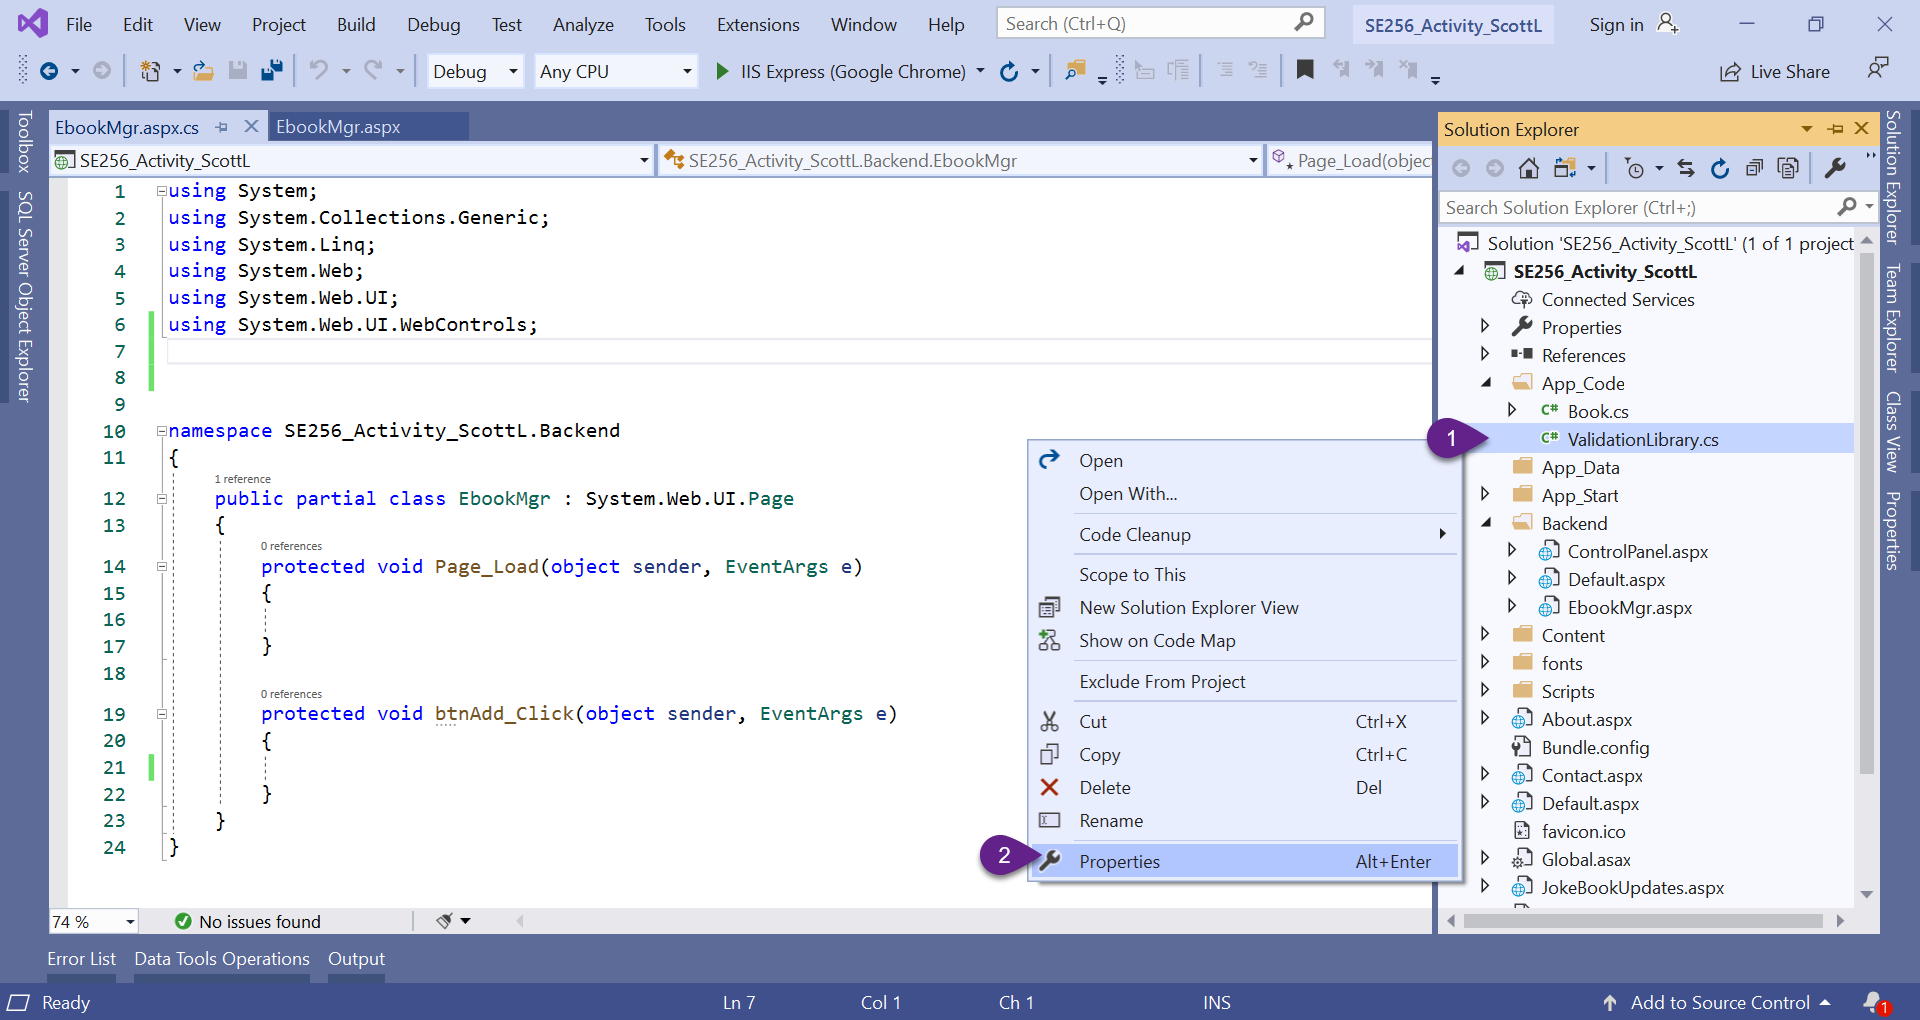 File Edit View Project Build Debug Test Analyze Tools Extensions Window Help Search (Ctrl+Q) SE256_Activity_ScottL Sign in
Debug Any CPU IIS Express (Google Chrome) Live Share
Toolbox
SQL Server Object Explorer
EbookMgr.aspx.cs EbookMgr.aspx
SE256_Activity_ScottL SE256_Activity_ScottL.Backend.EbookMgr Page_Load(objec
1 using System;
2 using System.Collections.Generic;
3 using System.Linq;
4 using System.Web;
5 using System.Web.UI;
6 using System.Web.UI.WebControls;
7
8
9
10 namespace SE256_Activity_ScottL.Backend
11 {
1 reference
12 public partial class EbookMgr : System.Web.UI.Page
13 {
0 references
14 protected void Page_Load(object sender, EventArgs e)
15 {
16
17 }
18
0 references
19 protected void btnAdd_Click(object sender, EventArgs e)
20 {
21
22 }
23 }
24 }
74 % No issues found
1
Open
Open With...
Code Cleanup
Scope to This
New Solution Explorer View
Show on Code Map
Exclude From Project
Cut Ctrl+X
Copy Ctrl+C
Delete Del
Rename
2 Properties Alt+Enter
Solution Explorer
Search Solution Explorer (Ctrl+;)
Solution 'SE256_Activity_ScottL' (1 of 1 project
SE256_Activity_ScottL
Connected Services
Properties
References
App_Code
C# Book.cs
C# ValidationLibrary.cs
App_Data
App_Start
Backend
ControlPanel.aspx
Default.aspx
EbookMgr.aspx
Content
fonts
Scripts
About.aspx
Bundle.config
Contact.aspx
Default.aspx
favicon.ico
Global.asax
JokeBookUpdates.aspx
Solution Explorer
Team Explorer
Class View
Properties
Error List Data Tools Operations Output
Ready Ln 7 Col 1 Ch 1 INS Add to Source Control 1